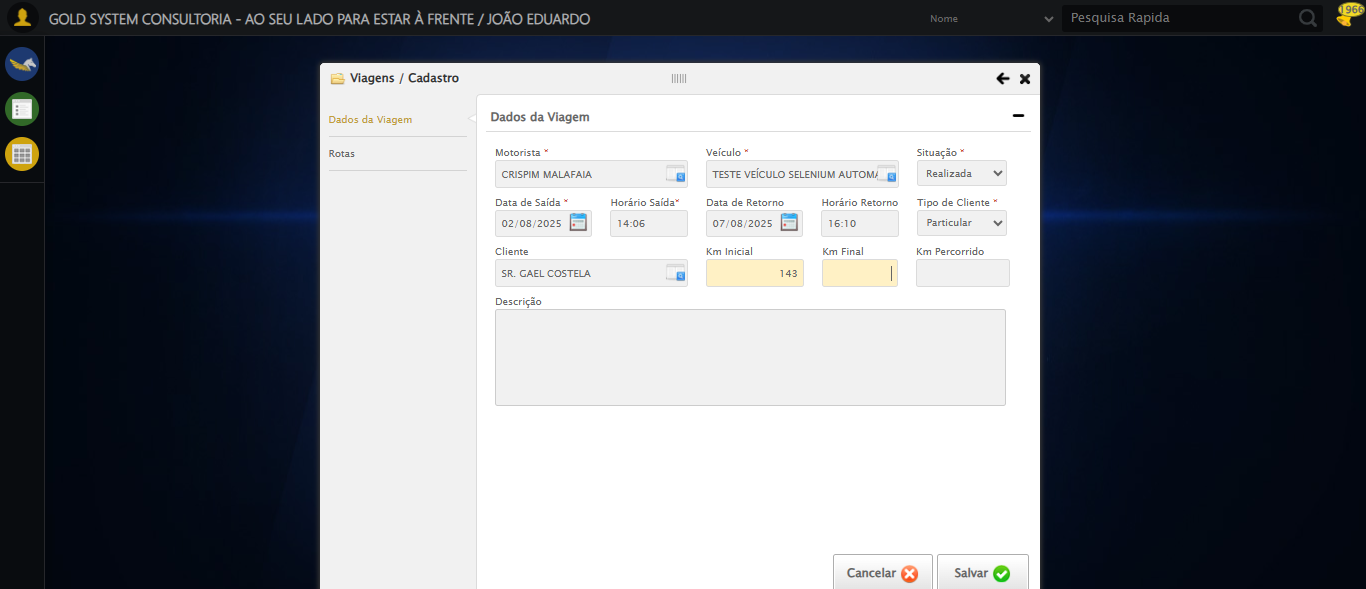 GOLD SYSTEM CONSULTORIA - AO SEU LADO PARA ESTAR À FRENTE / JOÃO EDUARDO
Nome
Pesquisa Rapida
1966
Viagens / Cadastro
Dados da Viagem
Rotas
Dados da Viagem
Motorista *
Veículo *
Situação *
CRISPIM MALAFAIA
TESTE VEÍCULO SELENIUM AUTOMA
Realizada
Data de Saída *
Horário Saída*
Data de Retorno
Horário Retorno
Tipo de Cliente *
02/08/2025
14:06
07/08/2025
16:10
Particular
Cliente
Km Inicial
Km Final
Km Percorrido
SR. GAEL COSTELA
143
Descrição
Cancelar
Salvar